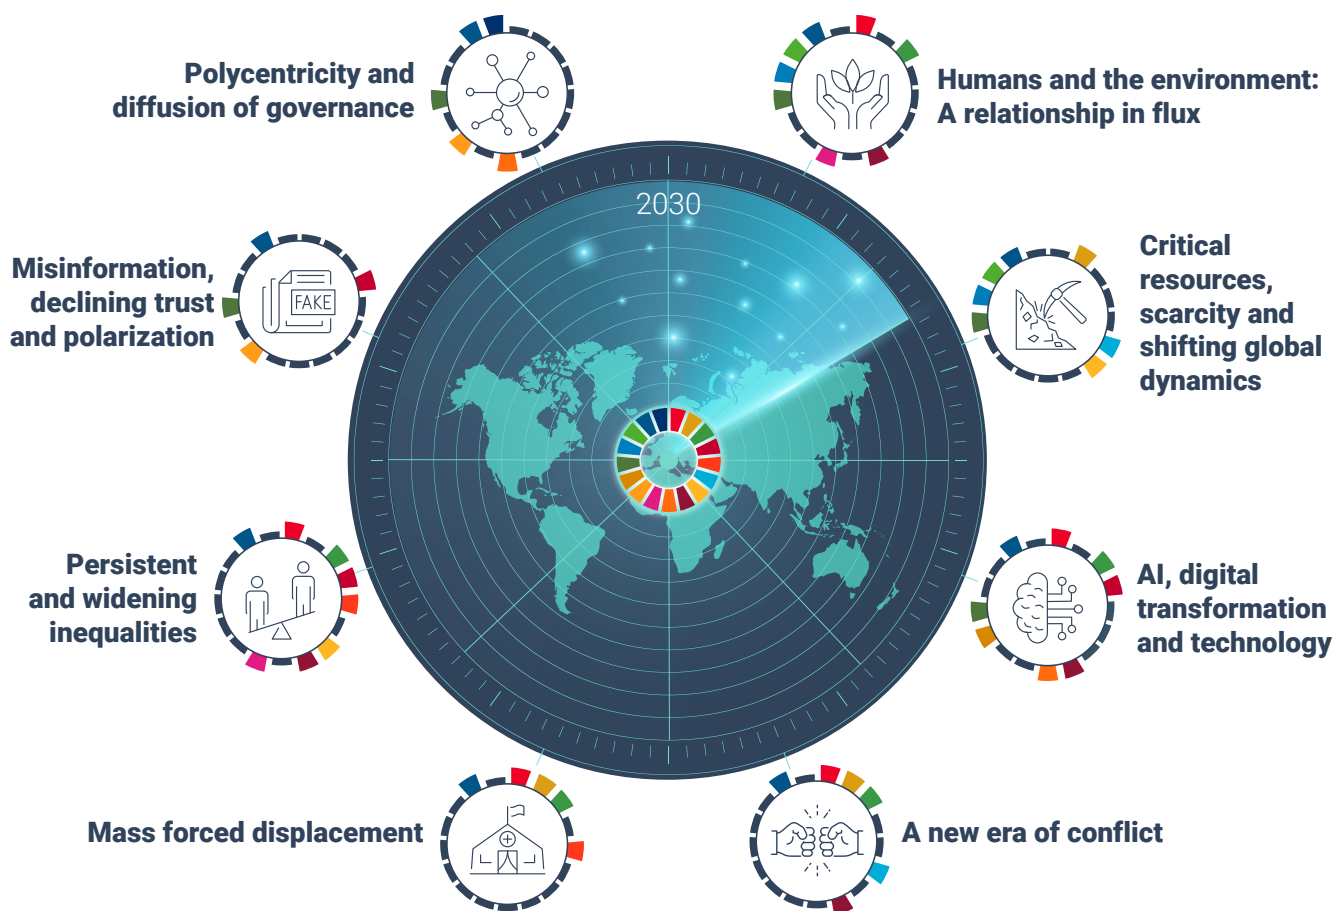 Polycentricity and
diffusion of governance
Humans and the environment:
A relationship in flux
2030
Misinformation,
declining trust
and polarization
FAKE
Critical
resources,
scarcity and
shifting global
dynamics
Persistent
and widening
inequalities
AI, digital
transformation
and technology
Mass forced displacement
A new era of conflict